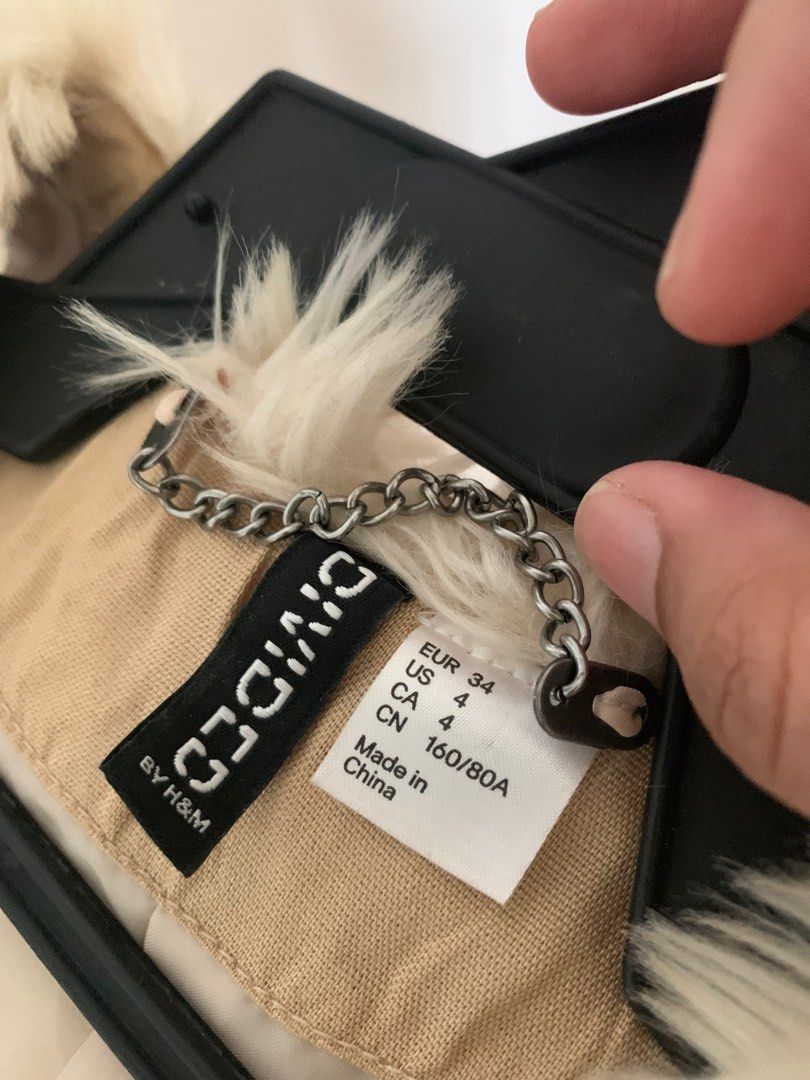 DIVIDED
BY H&M
EUR 34
US 4
CA 4
CN 160/80A
Made in
China